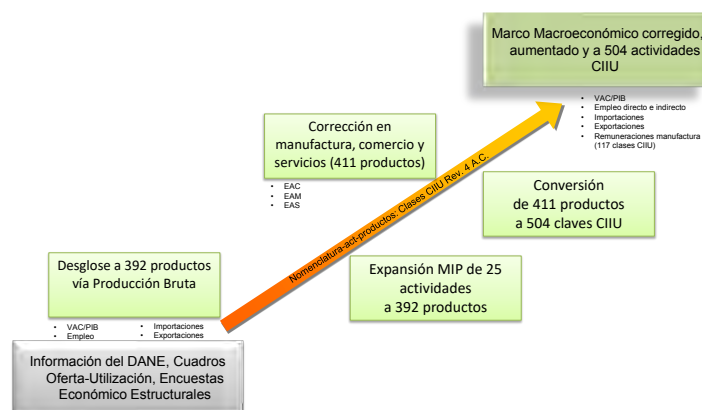 Marco Macroeconómico corregido,
aumentado y a 504 actividades
CIIU
• VAC/PIB
• Empleo directo e indirecto
• Importaciones
• Exportaciones
• Remuneraciones manufactura
(117 clases CIIU)
Corrección en
manufactura, comercio y
servicios (411 productos)
• EAC
• EAM
• EAS
Nomenclatura-act-productos: Clases CIIU Rev. 4 A.C.
Conversión
de 411 productos
a 504 claves CIIU
Desglose a 392 productos
vía Producción Bruta
• VAC/PIB
• Empleo
• Importaciones
• Exportaciones
Expansión MIP de 25
actividades
a 392 productos
Información del DANE, Cuadros
Oferta-Utilización, Encuestas
Económico Estructurales